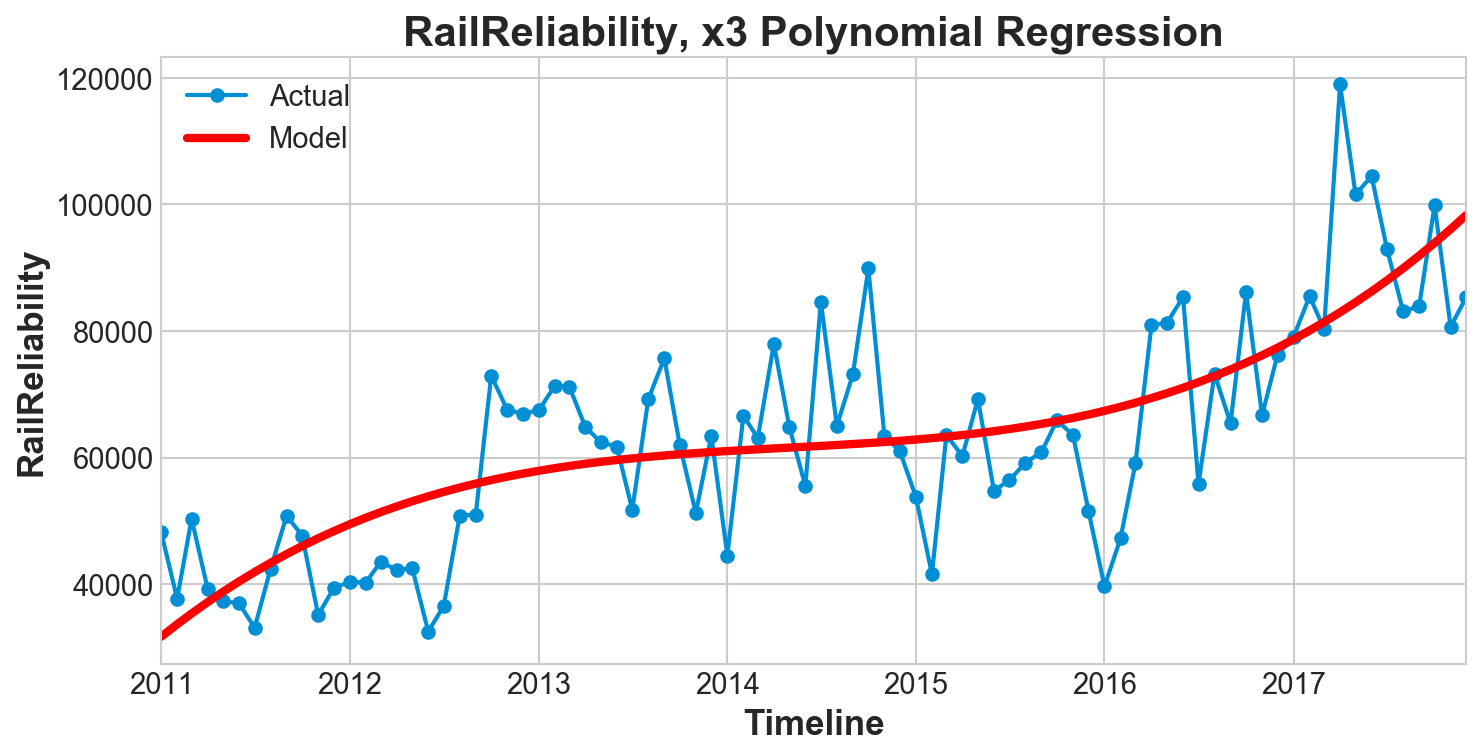 RailReliability, x3 Polynomial Regression
120000
100000
80000
60000
40000
Actual
Model
RailReliability
2011 2012 2013 2014 2015 2016 2017
Timeline